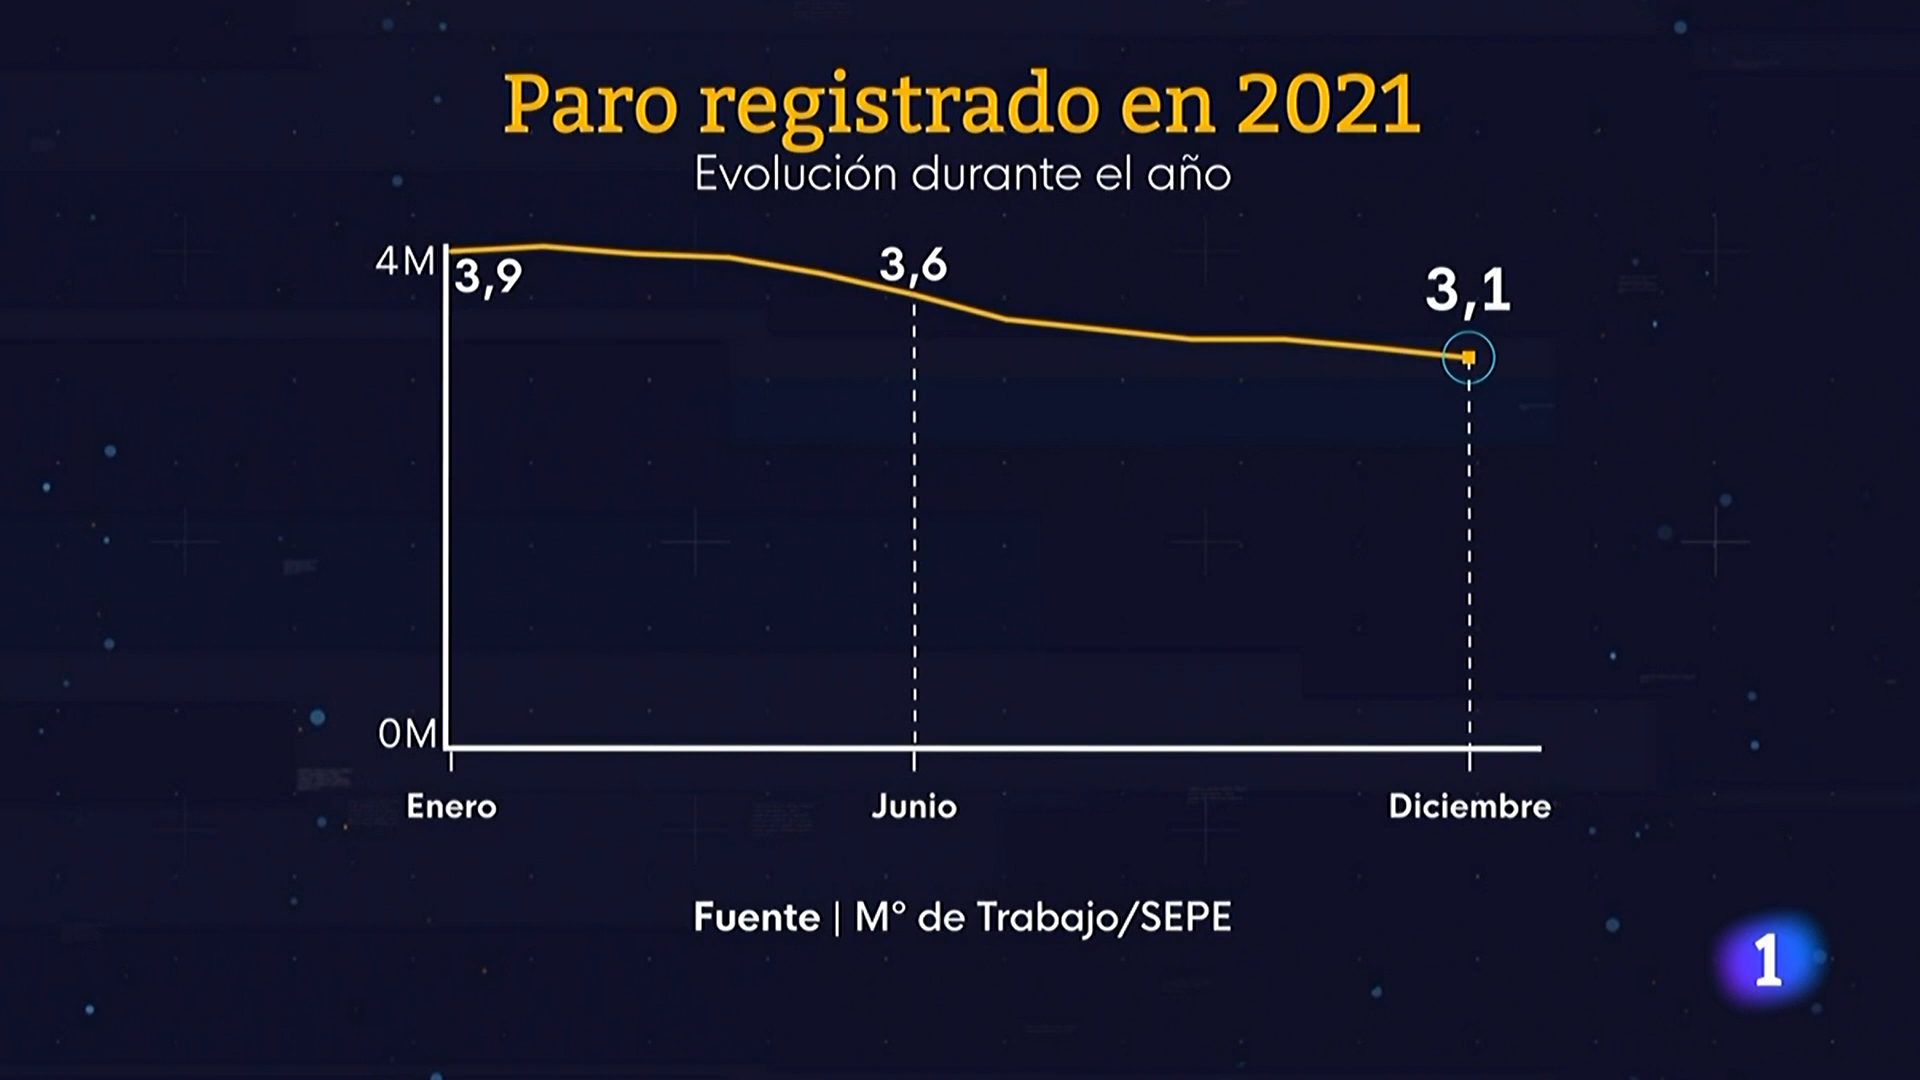 Paro registrado en 2021
Evolución durante el año
4M
3,9
3,6
3,1
0M
Enero
Junio
Diciembre
Fuente | Mº de Trabajo/SEPE
1